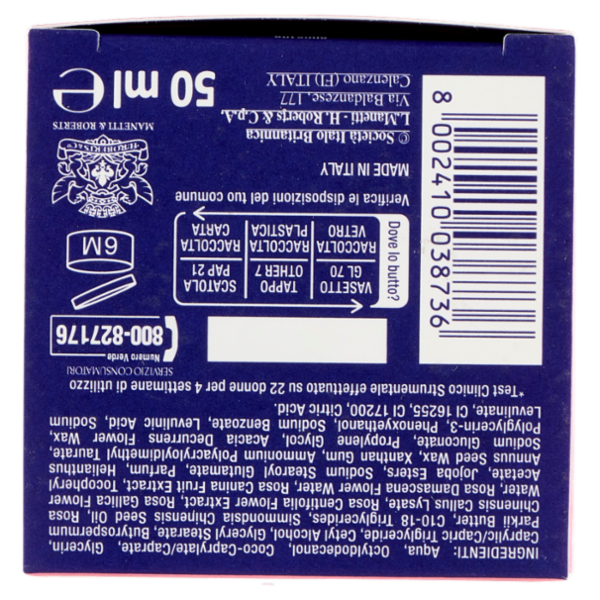 INGREDIENTI: Aqua, Octyldodecanol, Coco-Caprylate/Caprate, Glycerin,
Caprylic/Capric Triglyceride, Cetyl Alcohol, Glyceryl Stearate, Butyrospermum
Parkii Butter, C10-18 Triglycerides, Simmondsia Chinensis Seed Oil, Rosa
Chinensis Callus Lysate, Rosa Centifolia Flower Extract, Rosa Gallica Flower
Water, Rosa Damascena Flower Water, Rosa Canina Fruit Extract, Tocopheryl
Acetate, Jojoba Esters, Sodium Stearoyl Glutamate, Parfum, Helianthus
Annuus Seed Wax, Xanthan Gum, Ammonium Polyacryloyldimethyl Taurate,
Sodium Gluconate, Propylene Glycol, Acacia Decurrens Flower Wax,
Polyglycerin-3, Phenoxyethanol, Sodium Benzoate, Levulinic Acid, Sodium
Levulinate, CI 16255, CI 17200, Citric Acid.
*Test Clinico Strumentale effettuato su 22 donne per 4 settimane di utilizzo
SERVIZIO CONSUMATORI
Numero Verde
800-827176
6M
Dove lo butto?
VASETTO GL 70 RACCOLTA VETRO
TAPPO OTHER 7 RACCOLTA PLASTICA
SCATOLA PAP 21 RACCOLTA CARTA
Verifica le disposizioni del tuo comune
MADE IN ITALY
© Società Italo Britannica
L.Manetti - H.Roberts & C.p.A.
Via Baldanzese, 177
Calenzano (FI) ITALY
MANETTI & ROBERTS
50 ml e
8 002410 038736